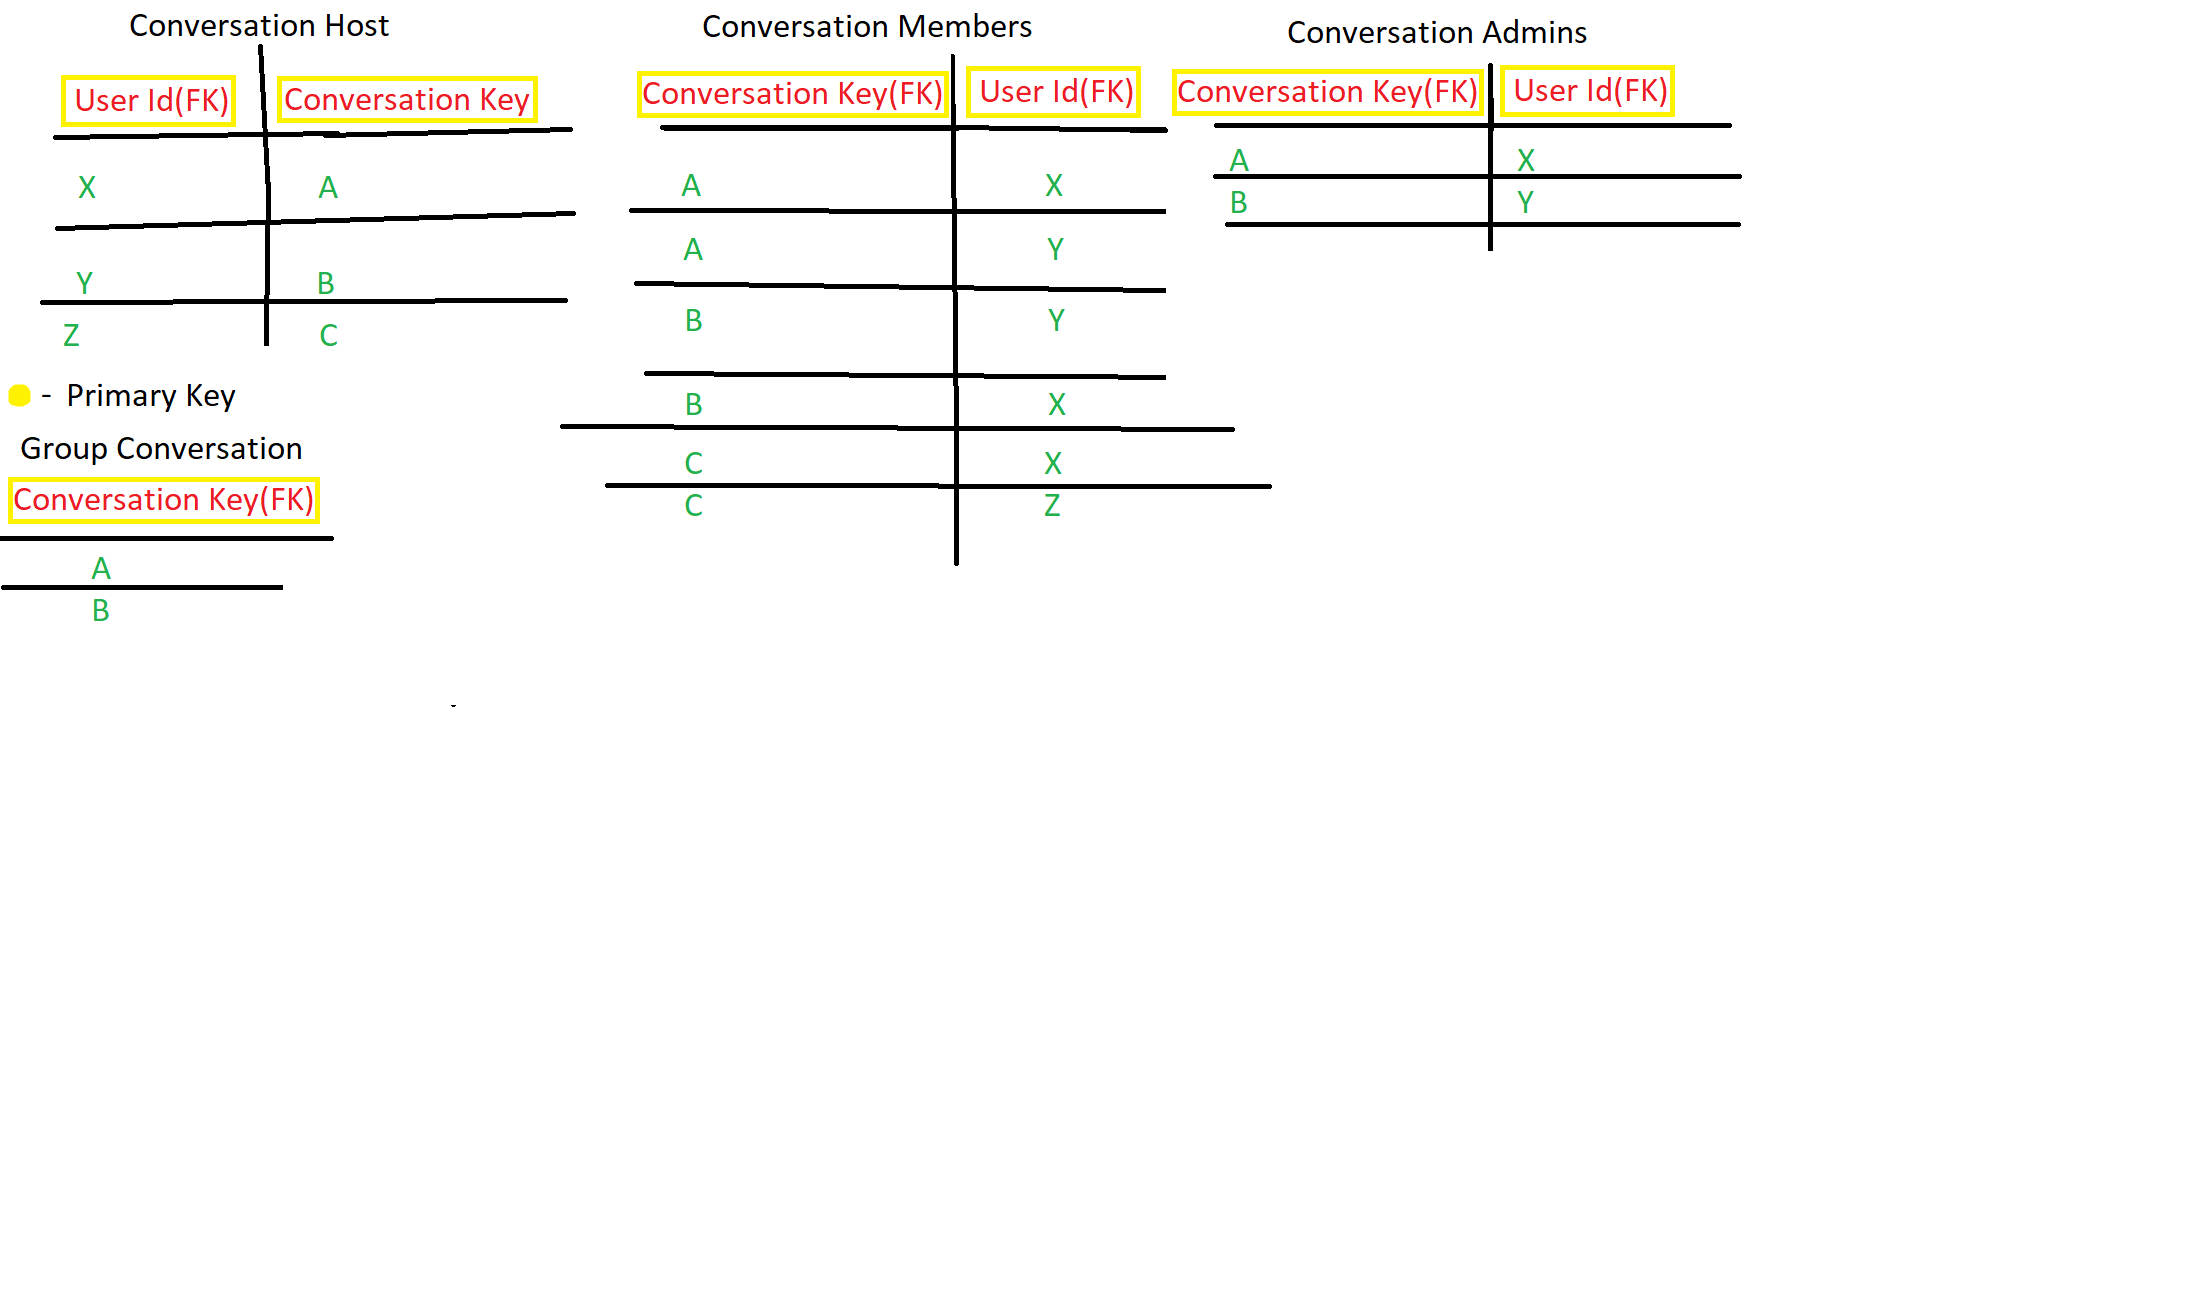 Conversation Host
User Id(FK) Conversation Key
X A
Y B
Z C
- Primary Key
Group Conversation
Conversation Key(FK)
A
B
Conversation Members
Conversation Key(FK) User Id(FK)
A X
A Y
B Y
B X
C X
C Z
Conversation Admins
Conversation Key(FK) User Id(FK)
A X
B Y